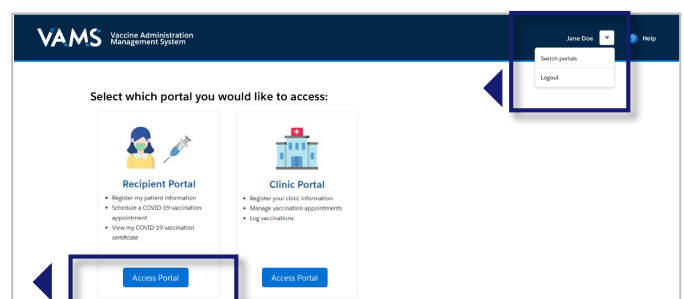 VAMS Vaccine Administration
Management System
Jane Doe
? Help
Switch portals
Logout
Select which portal you would like to access:
Recipient Portal
• Register my patient information
• Schedule a COVID-19 vaccination
appointment
• View my COVID-19 vaccination
certificate
Access Portal
Clinic Portal
• Register your clinic information
• Manage vaccination appointments
• Log vaccinations
Access Portal